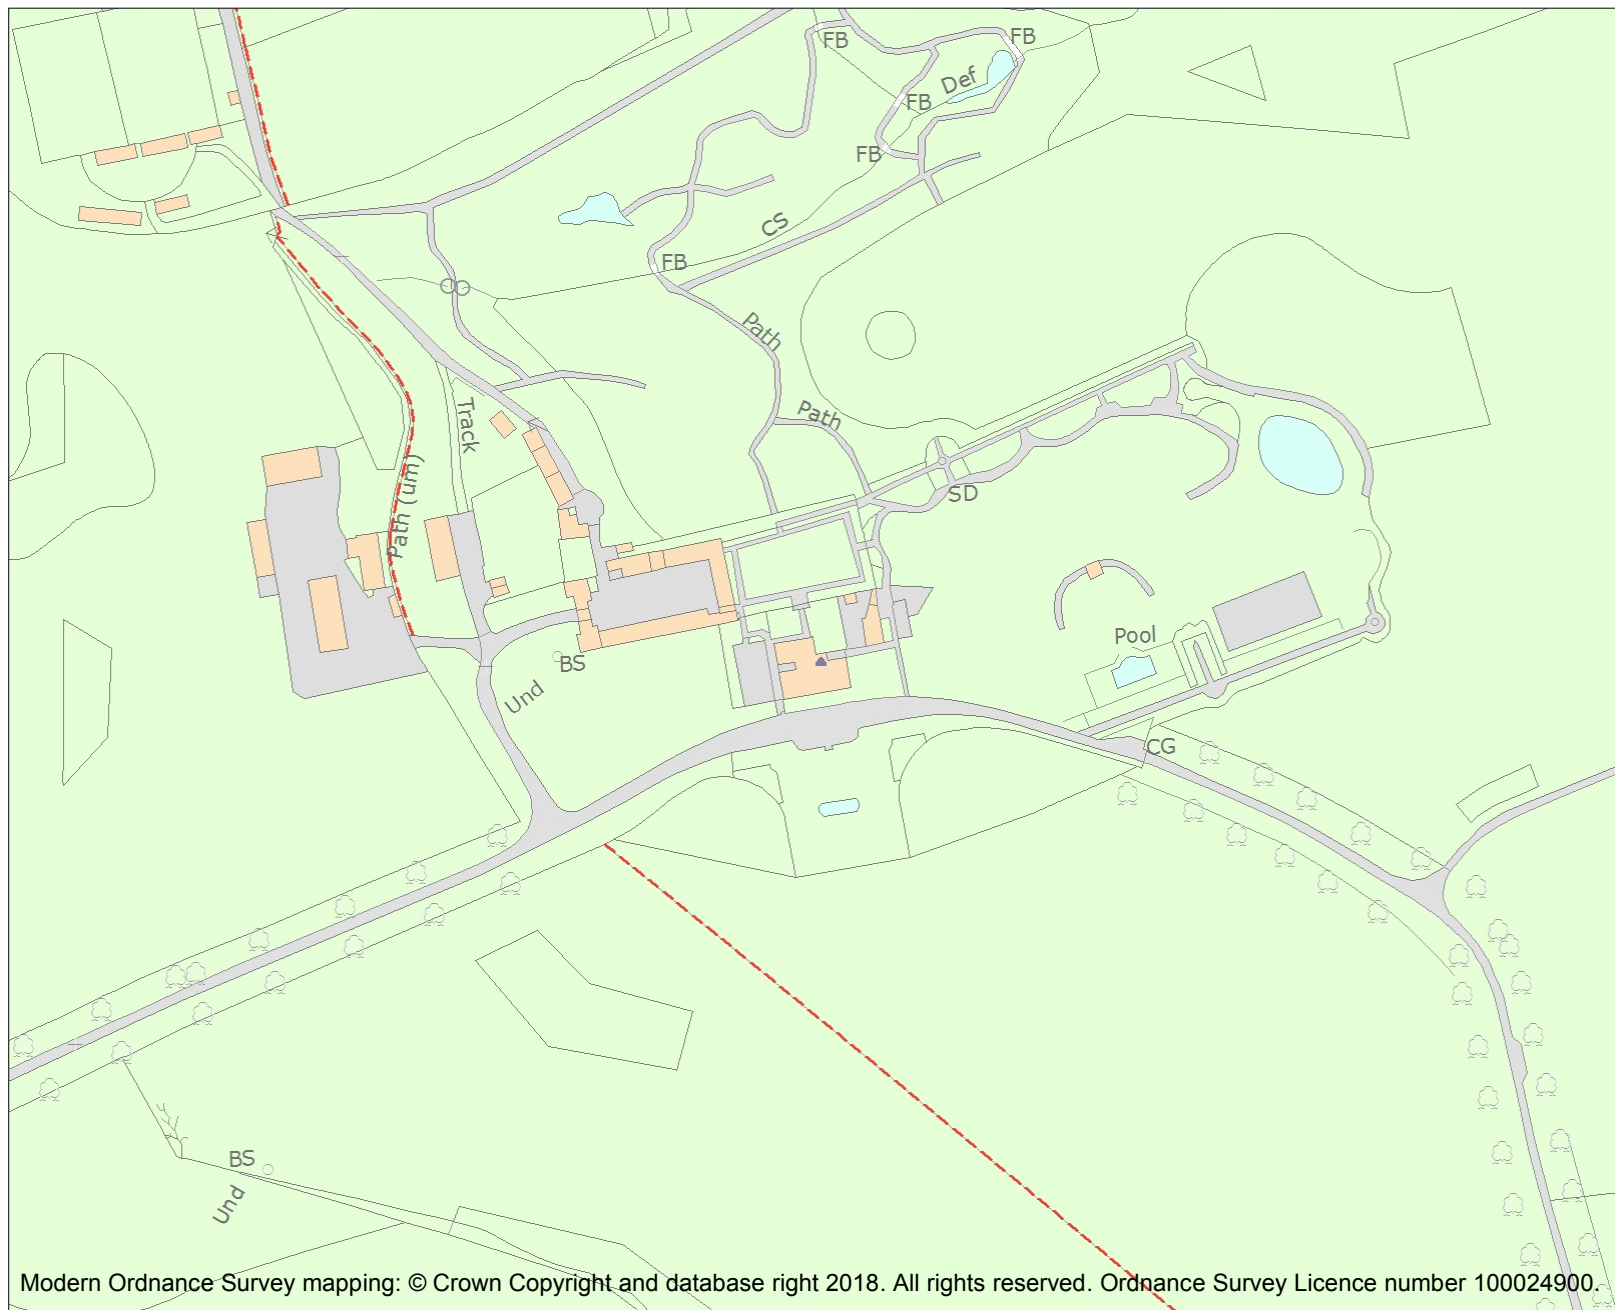 FB
FB
Def
FB
FB
CS
FB
Path
Track
Path
Path (um)
SD
Pool
BS
Und
CG
BS
Und
Modern Ordnance Survey mapping: © Crown Copyright and database right 2018. All rights reserved. Ordnance Survey Licence number 100024900.